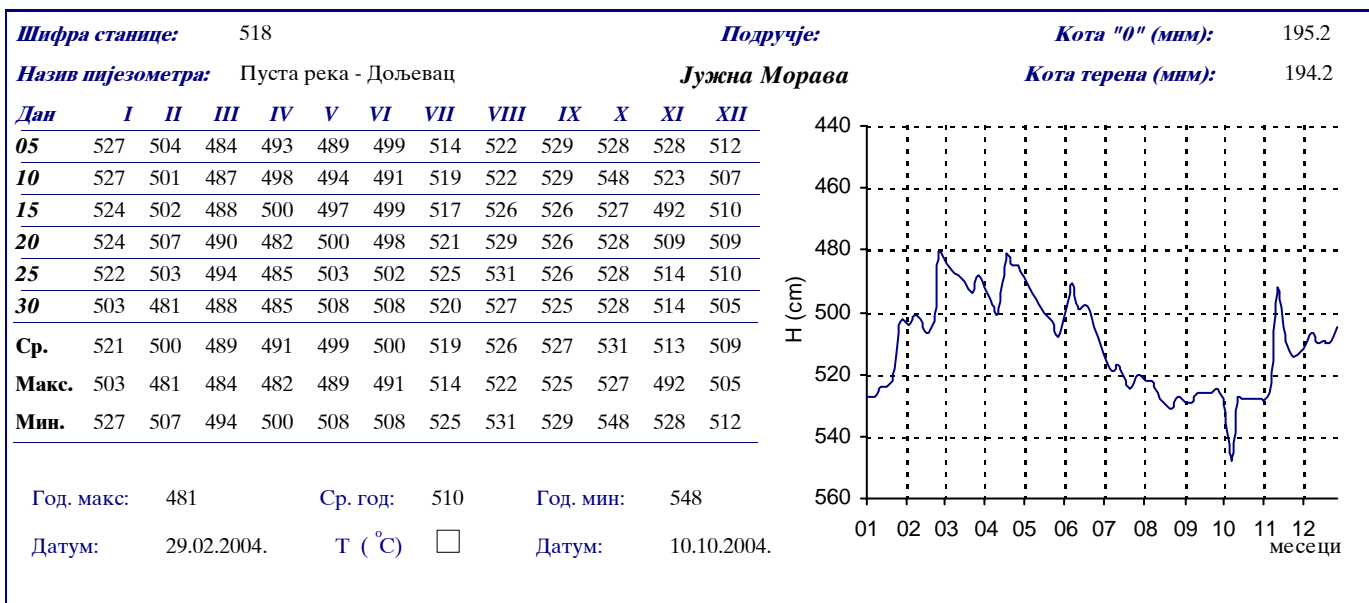 Шифра станице: 518 Подручје: Кота "0" (мнм): 195.2
Назив пијезометра: Пуста река - Дољевац Јужна Морава Кота терена (мнм): 194.2
Дан I II III IV V VI VII VIII IX X XI XII
05 527 504 484 493 489 499 514 522 529 528 528 512
10 527 501 487 498 494 491 519 522 529 548 523 507
15 524 502 488 500 497 499 517 526 526 527 492 510
20 524 507 490 482 500 498 521 529 526 528 509 509
25 522 503 494 485 503 502 525 531 526 528 514 510
30 503 481 488 485 508 508 520 527 525 528 514 505
Ср. 521 500 489 491 499 500 519 526 527 531 513 509
Макс. 503 481 484 482 489 491 514 522 525 527 492 505
Мин. 527 507 494 500 508 508 525 531 529 548 528 512
Год. макс: 481 Ср. год: 510 Год. мин: 548
Датум: 29.02.2004. Т (°C) Датум: 10.10.2004.
H (cm)
440
460
480
500
520
540
560
01 02 03 04 05 06 07 08 09 10 11 12
месеци